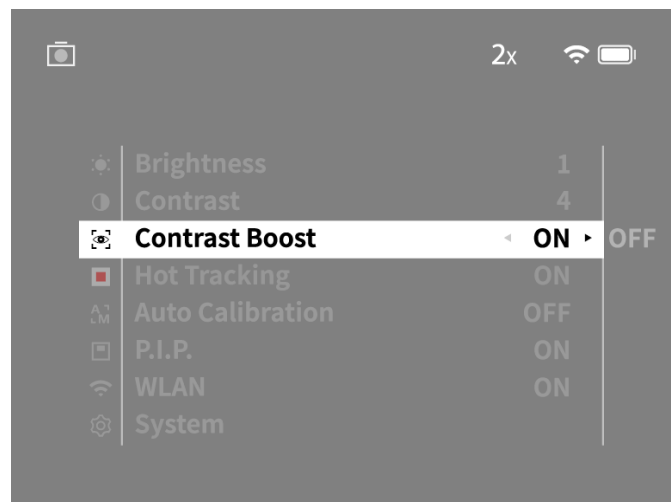 2x
Brightness 1
Contrast 4
Contrast Boost ON OFF
Hot Tracking ON
Auto Calibration OFF
P.I.P. ON
WLAN ON
System